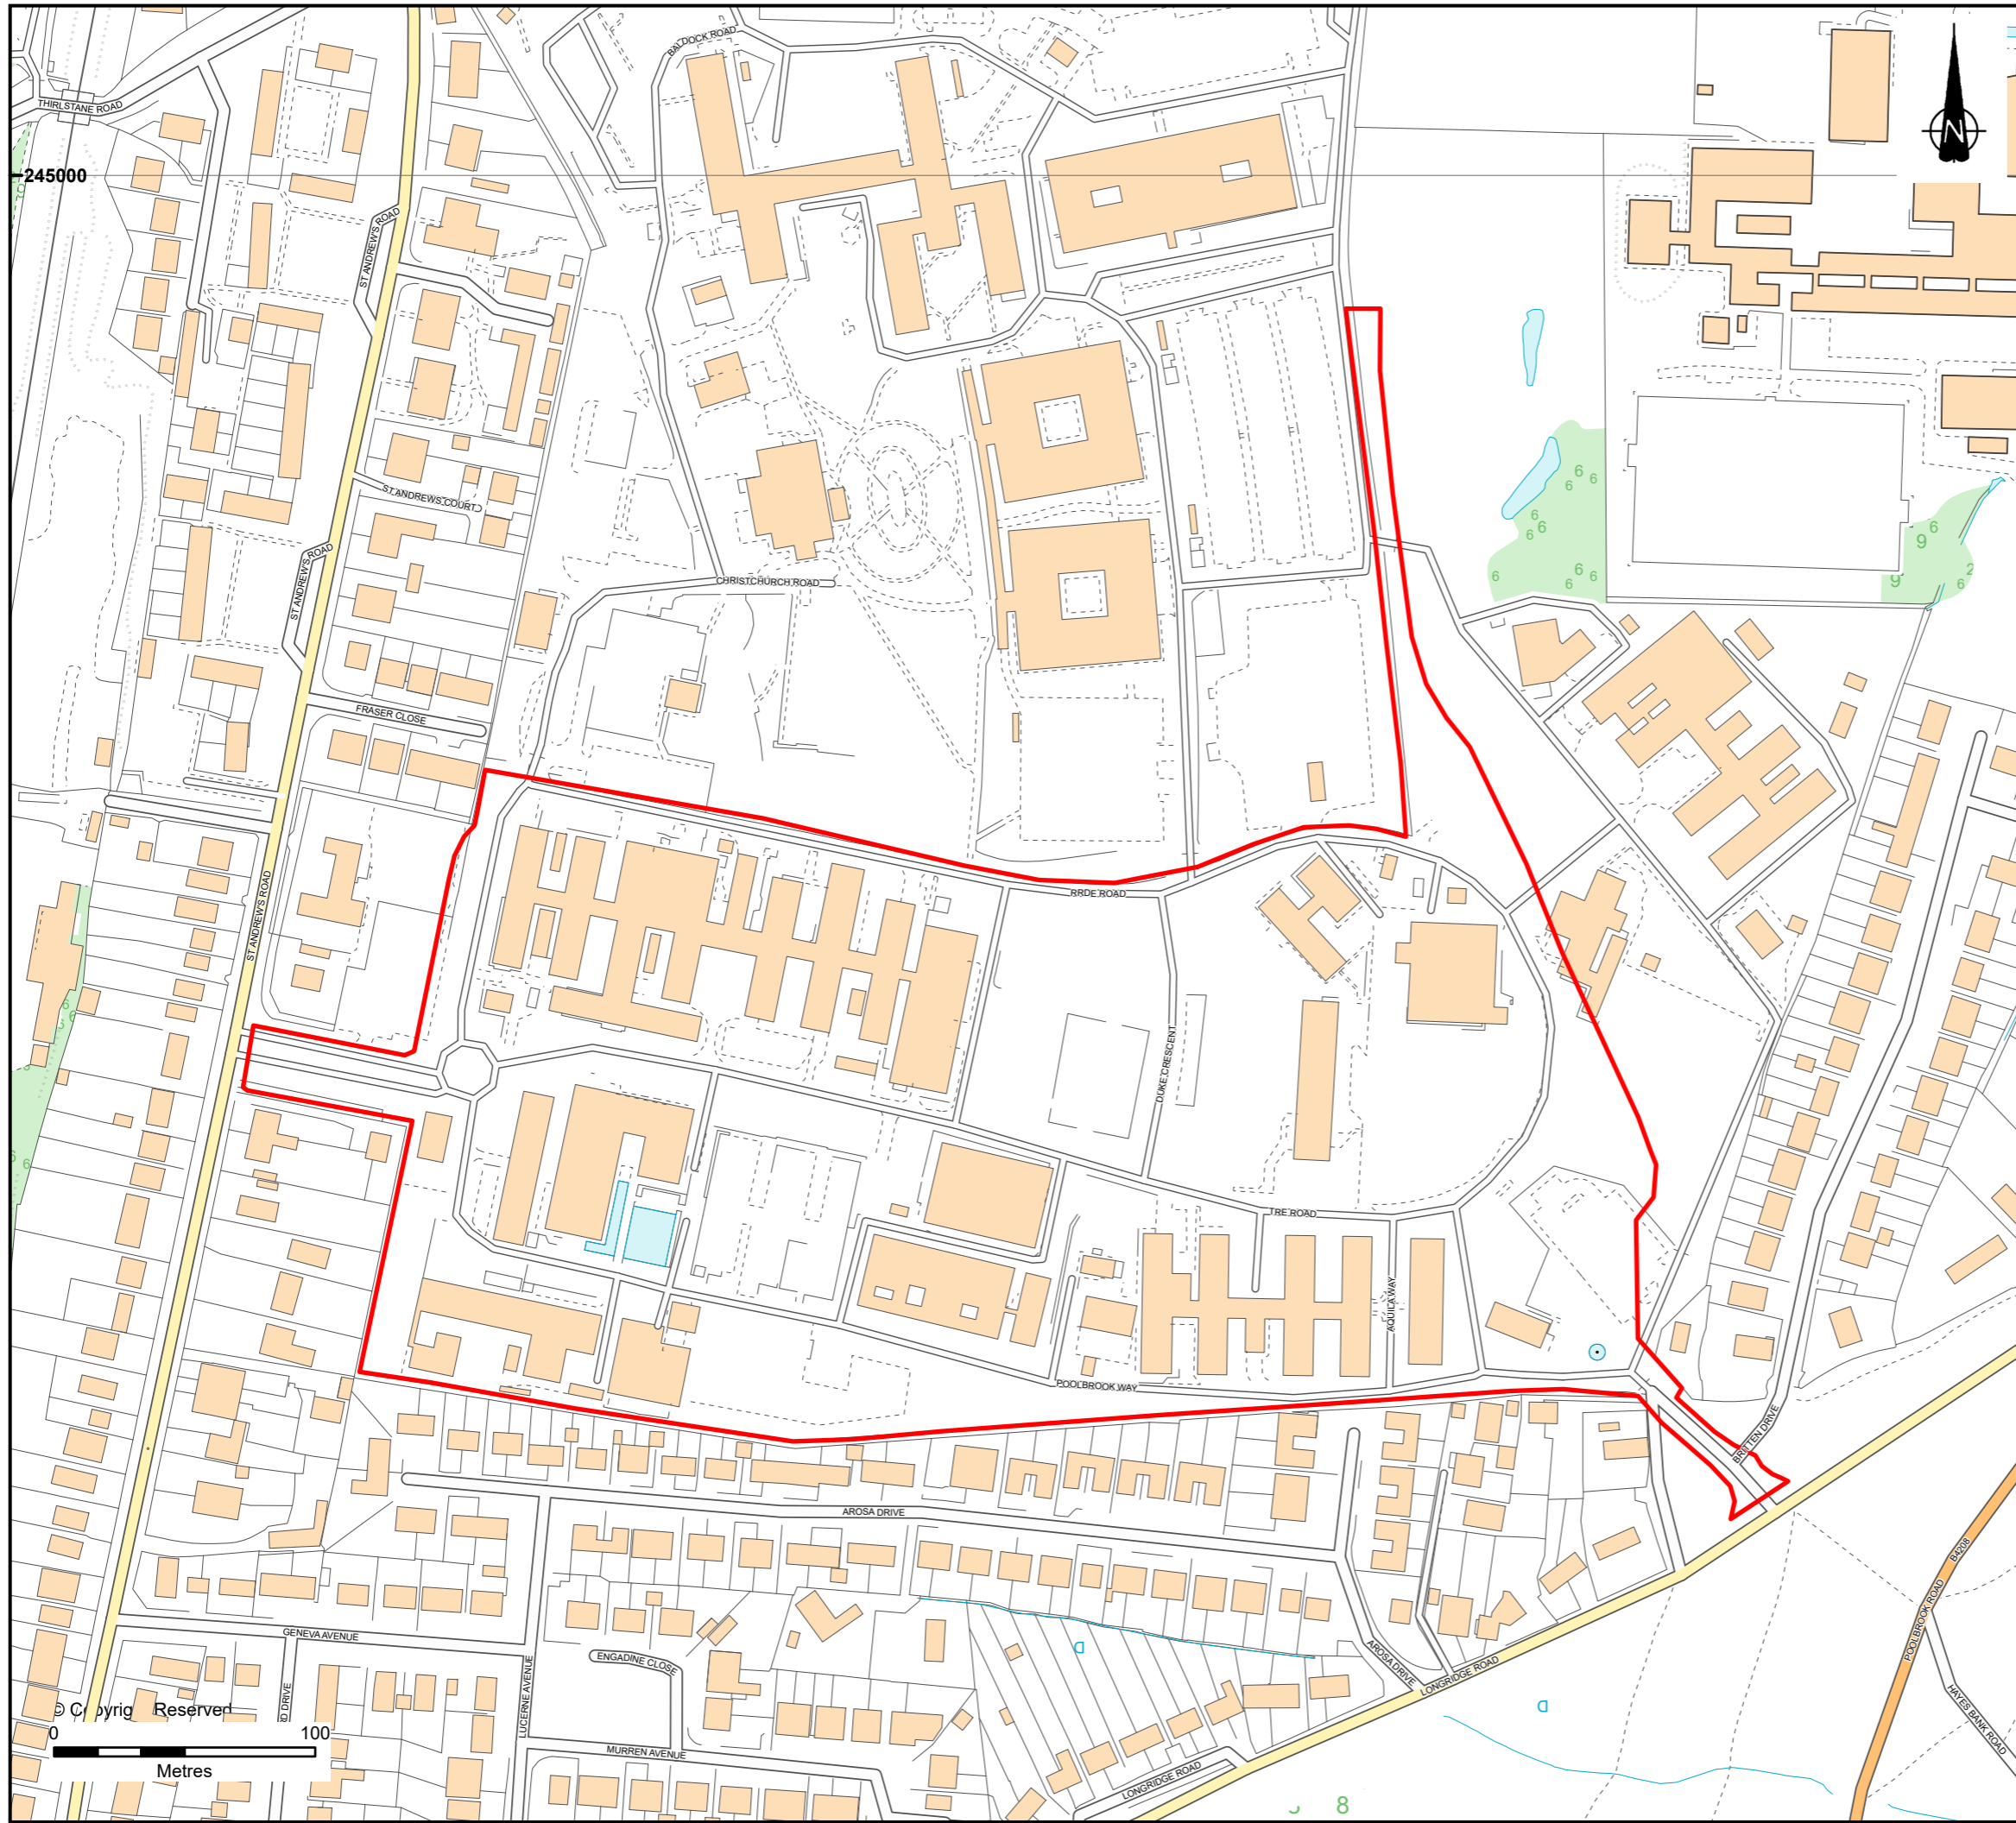 BALDOCK ROAD
THIRLSTANE ROAD
N
245000
ST ANDREW'S ROAD
ST ANDREWS COURT
ST ANDREW'S ROAD
CHRISTCHURCH ROAD
FRASER CLOSE
RRDE ROAD
ST ANDREW'S ROAD
DUKE CRESCENT
TRE ROAD
AQUILA WAY
POOLBROOK WAY
BRITTEN DRIVE
AROSA DRIVE
B4208
POOLBROOK ROAD
GENEVA AVENUE
ENGADINE CLOSE
LUCERNE AVENUE
AROSA DRIVE
LONGRIDGE ROAD
HAYES BANK ROAD
© Copyrig Reserved
0 100
Metres
MURREN AVENUE
LONGRIDGE ROAD
8